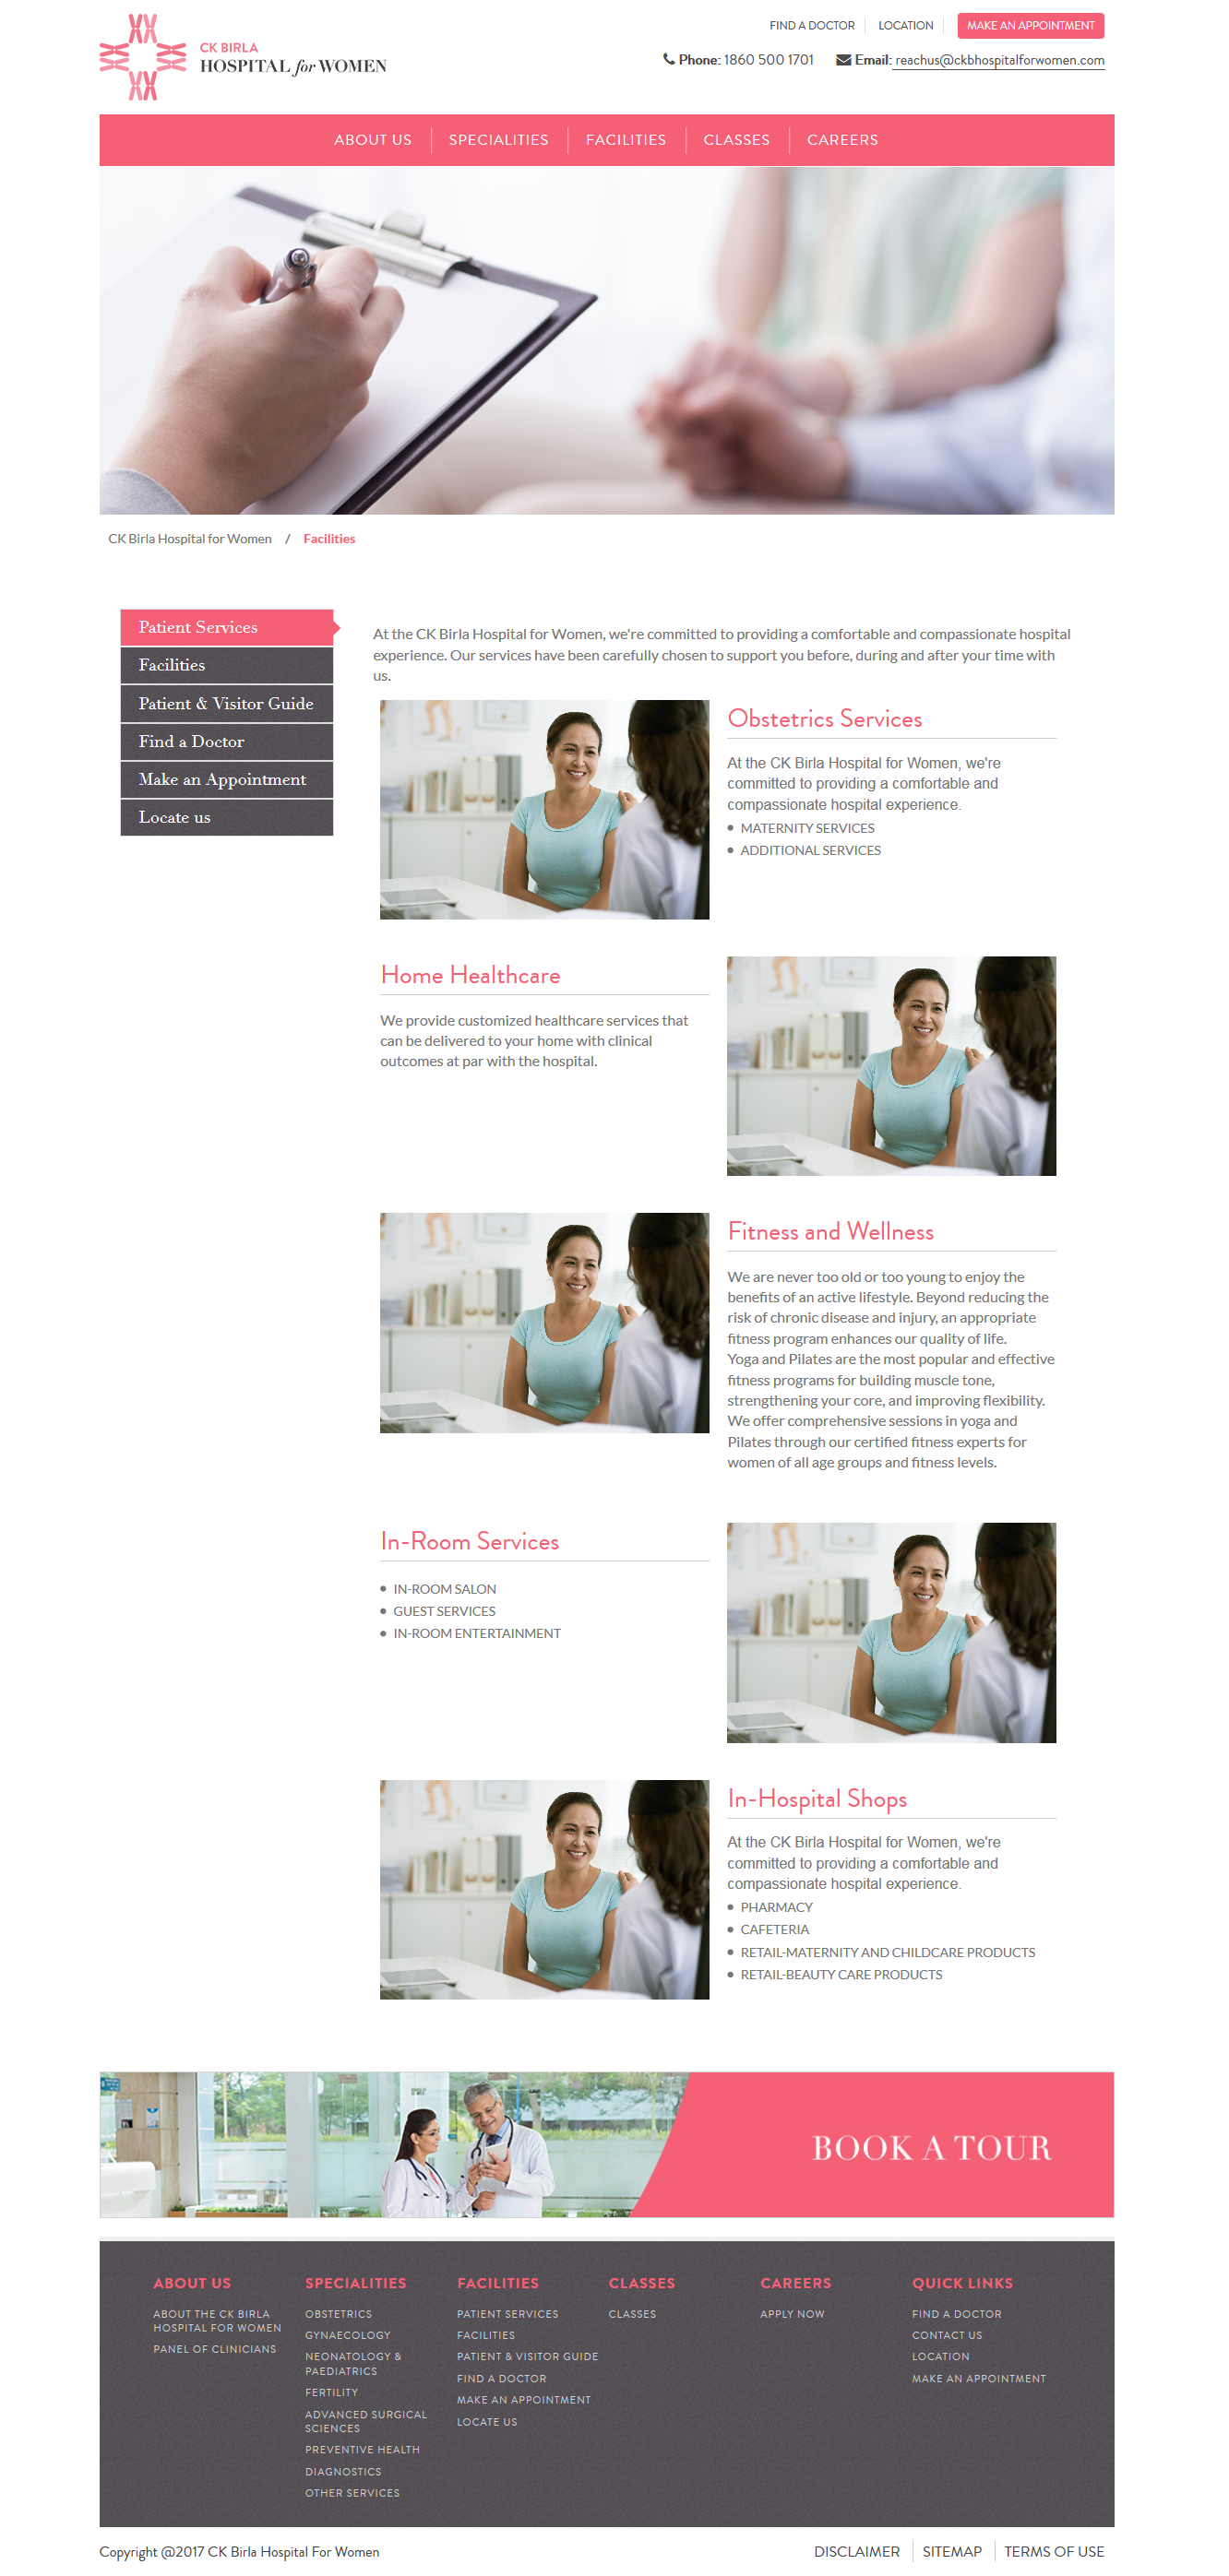 FIND A DOCTOR LOCATION MAKE AN APPOINTMENT
CK BIRLA
HOSPITAL for WOMEN
Phone: 1860 500 1701 Email: reachus@ckbhospitalforwomen.com
ABOUT US SPECIALITIES FACILITIES CLASSES CAREERS
CK Birla Hospital for Women / Facilities
Patient Services
Facilities
Patient & Visitor Guide
Find a Doctor
Make an Appointment
Locate us
At the CK Birla Hospital for Women, we're committed to providing a comfortable and compassionate hospital
experience. Our services have been carefully chosen to support you before, during and after your time with
us.
Obstetrics Services
At the CK Birla Hospital for Women, we're
committed to providing a comfortable and
compassionate hospital experience.
MATERNITY SERVICES
ADDITIONAL SERVICES
Home Healthcare
We provide customized healthcare services that
can be delivered to your home with clinical
outcomes at par with the hospital.
Fitness and Wellness
We are never too old or too young to enjoy the
benefits of an active lifestyle. Beyond reducing the
risk of chronic disease and injury, an appropriate
fitness program enhances our quality of life.
Yoga and Pilates are the most popular and effective
fitness programs for building muscle tone,
strengthening your core, and improving flexibility.
We offer comprehensive sessions in yoga and
Pilates through our certified fitness experts for
women of all age groups and fitness levels.
In-Room Services
IN-ROOM SALON
GUEST SERVICES
IN-ROOM ENTERTAINMENT
In-Hospital Shops
At the CK Birla Hospital for Women, we're
committed to providing a comfortable and
compassionate hospital experience.
PHARMACY
CAFETERIA
RETAIL-MATERNITY AND CHILDCARE PRODUCTS
RETAIL-BEAUTY CARE PRODUCTS
BOOK A TOUR
ABOUT US
ABOUT THE CK BIRLA
HOSPITAL FOR WOMEN
PANEL OF CLINICIANS
SPECIALITIES
OBSTETRICS
GYNAECOLOGY
NEONATOLOGY &
PAEDIATRICS
FERTILITY
ADVANCED SURGICAL
SCIENCES
PREVENTIVE HEALTH
DIAGNOSTICS
OTHER SERVICES
FACILITIES
PATIENT SERVICES
FACILITIES
PATIENT & VISITOR GUIDE
FIND A DOCTOR
MAKE AN APPOINTMENT
LOCATE US
CLASSES
CLASSES
CAREERS
APPLY NOW
QUICK LINKS
FIND A DOCTOR
CONTACT US
LOCATION
MAKE AN APPOINTMENT
Copyright @2017 CK Birla Hospital For Women
DISCLAIMER SITEMAP TERMS OF USE